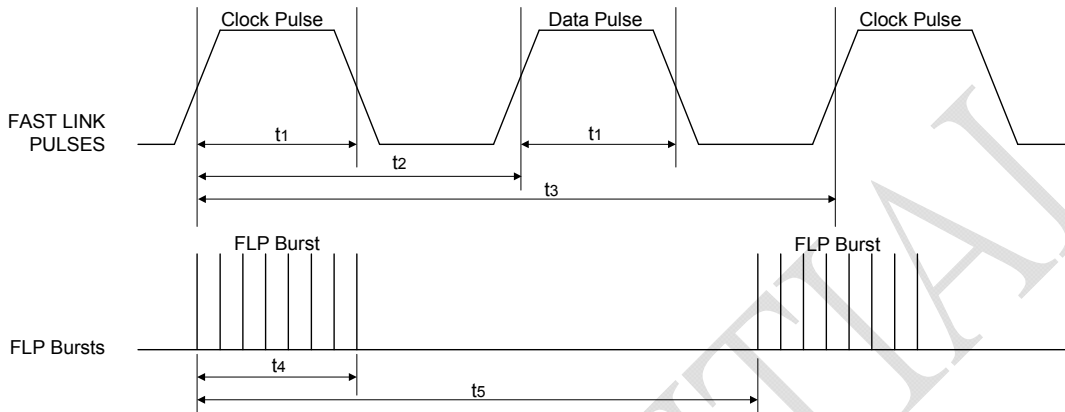 Clock Pulse Data Pulse Clock Pulse
FAST LINK
PULSES
t1 t1
t2
t3
FLP Burst FLP Burst
FLP Bursts
t4
t5